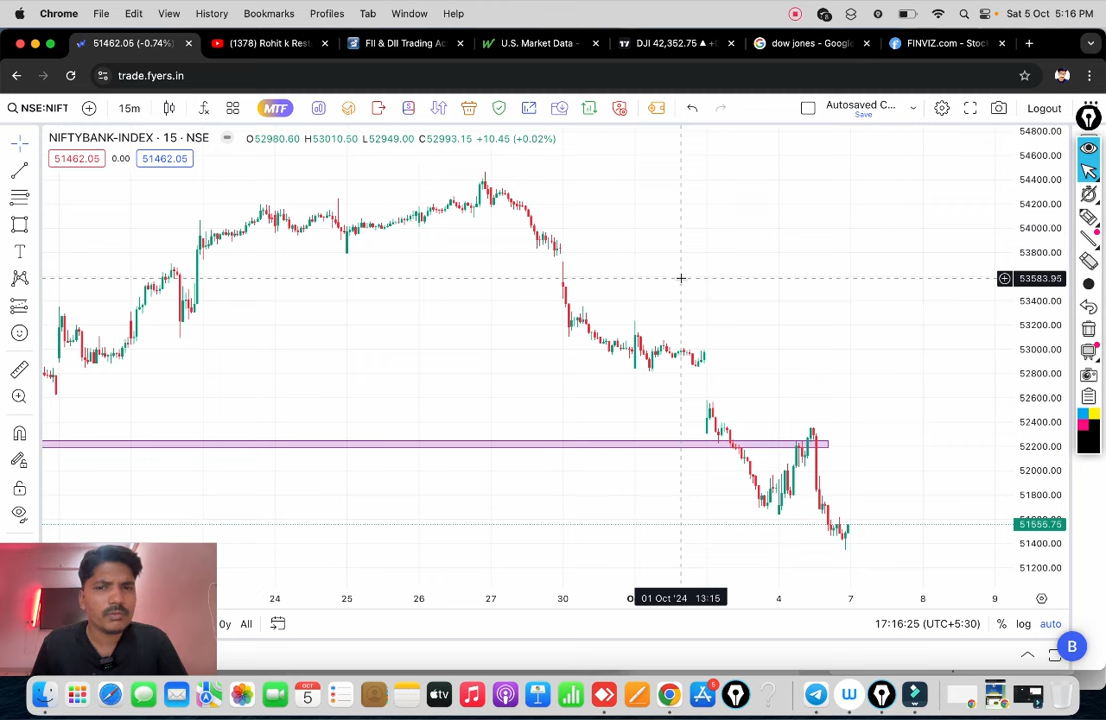 Chrome File Edit View History Bookmarks Profiles Tab Window Help Sat 5 Oct 5:16 PM
51462.05 (-0.74%) (1378) Rohit k Res FII & DII Trading Ac U.S. Market Data - DJI 42,352.75 ▲ +0 dow jones - Google FINVIZ.com - Stoc
trade.fyers.in
NSE:NIFT 15m MTF Autosaved C... Logout
Save
NIFTYBANK-INDEX · 15 · NSE O52980.60 H53010.50 L52949.00 C52993.15 +10.45 (+0.02%)
51462.05 0.00 51462.05
54800.00
54600.00
54400.00
54200.00
54000.00
53800.00
53583.95
53400.00
53200.00
53000.00
52800.00
52600.00
52400.00
52200.00
52000.00
51800.00
51555.75
51400.00
51200.00
24 25 26 27 30 01 Oct '24 13:15 4 7 8 9
0y All 17:16:25 (UTC+5:30) % log auto
B
OCT
5
tv
5